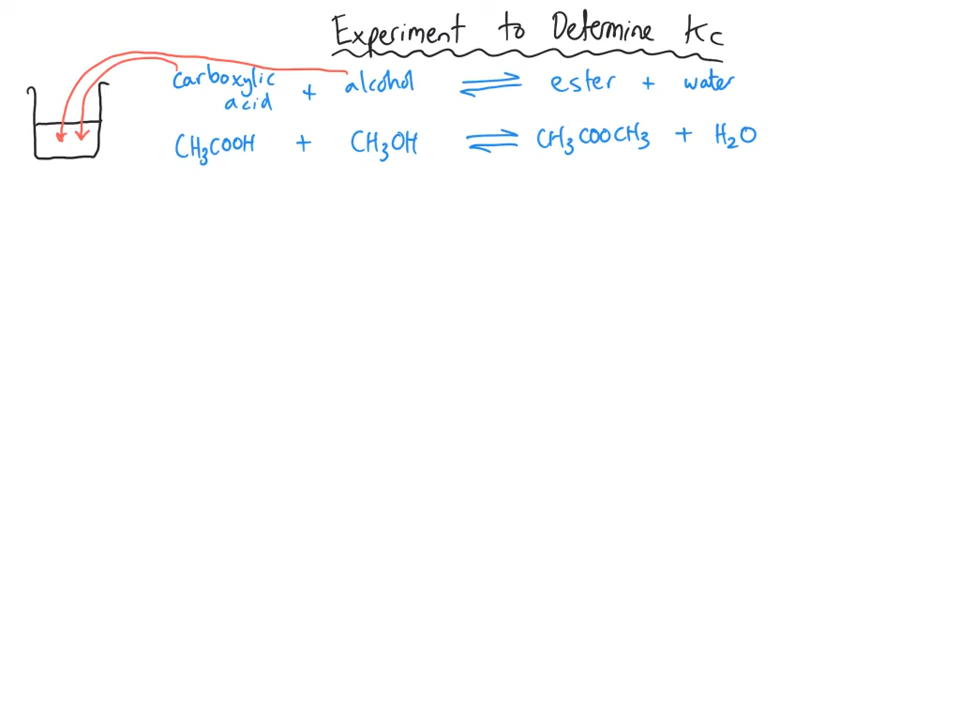 Experiment to Determine Kc
carboxylic acid + alcohol ⇌ ester + water
CH₃COOH + CH₃OH ⇌ CH₃COOCH₃ + H₂O